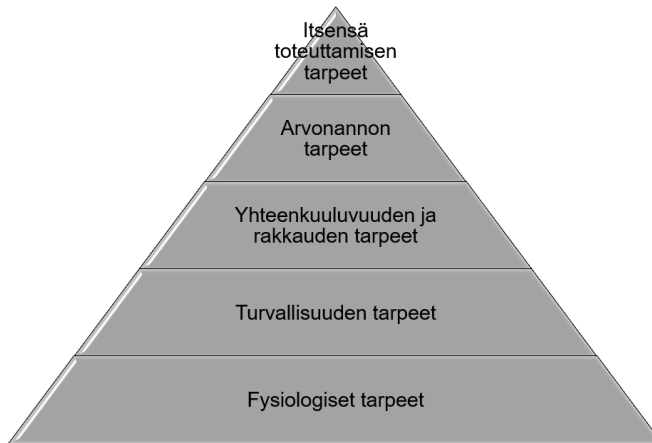 Itsensä
toteuttamisen
tarpeet
Arvonannon
tarpeet
Yhteenkuuluvuuden ja
rakkauden tarpeet
Turvallisuuden tarpeet
Fysiologiset tarpeet